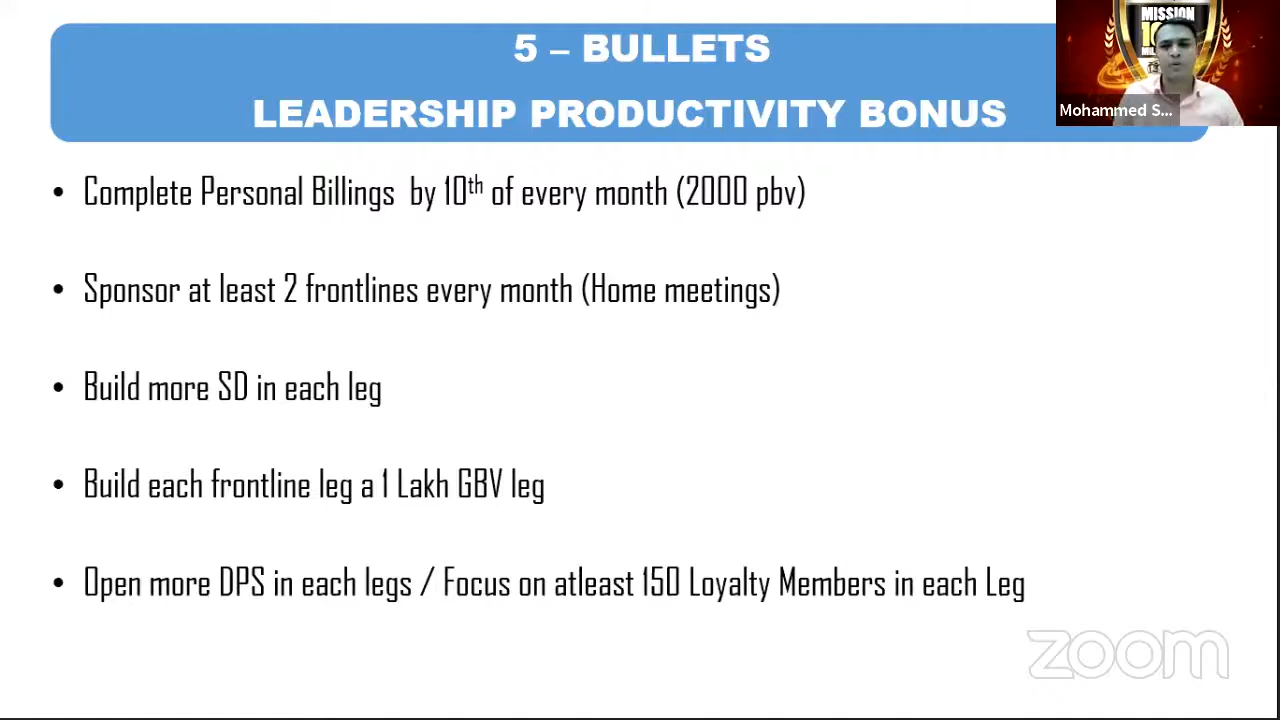 5 – BULLETS
LEADERSHIP PRODUCTIVITY BONUS
• Complete Personal Billings by 10th of every month (2000 pbv)
• Sponsor at least 2 frontlines every month (Home meetings)
• Build more SD in each leg
• Build each frontline leg a 1 Lakh GBV leg
• Open more DPS in each legs / Focus on atleast 150 Loyalty Members in each Leg
MISSION
Mohammed S...
zoom